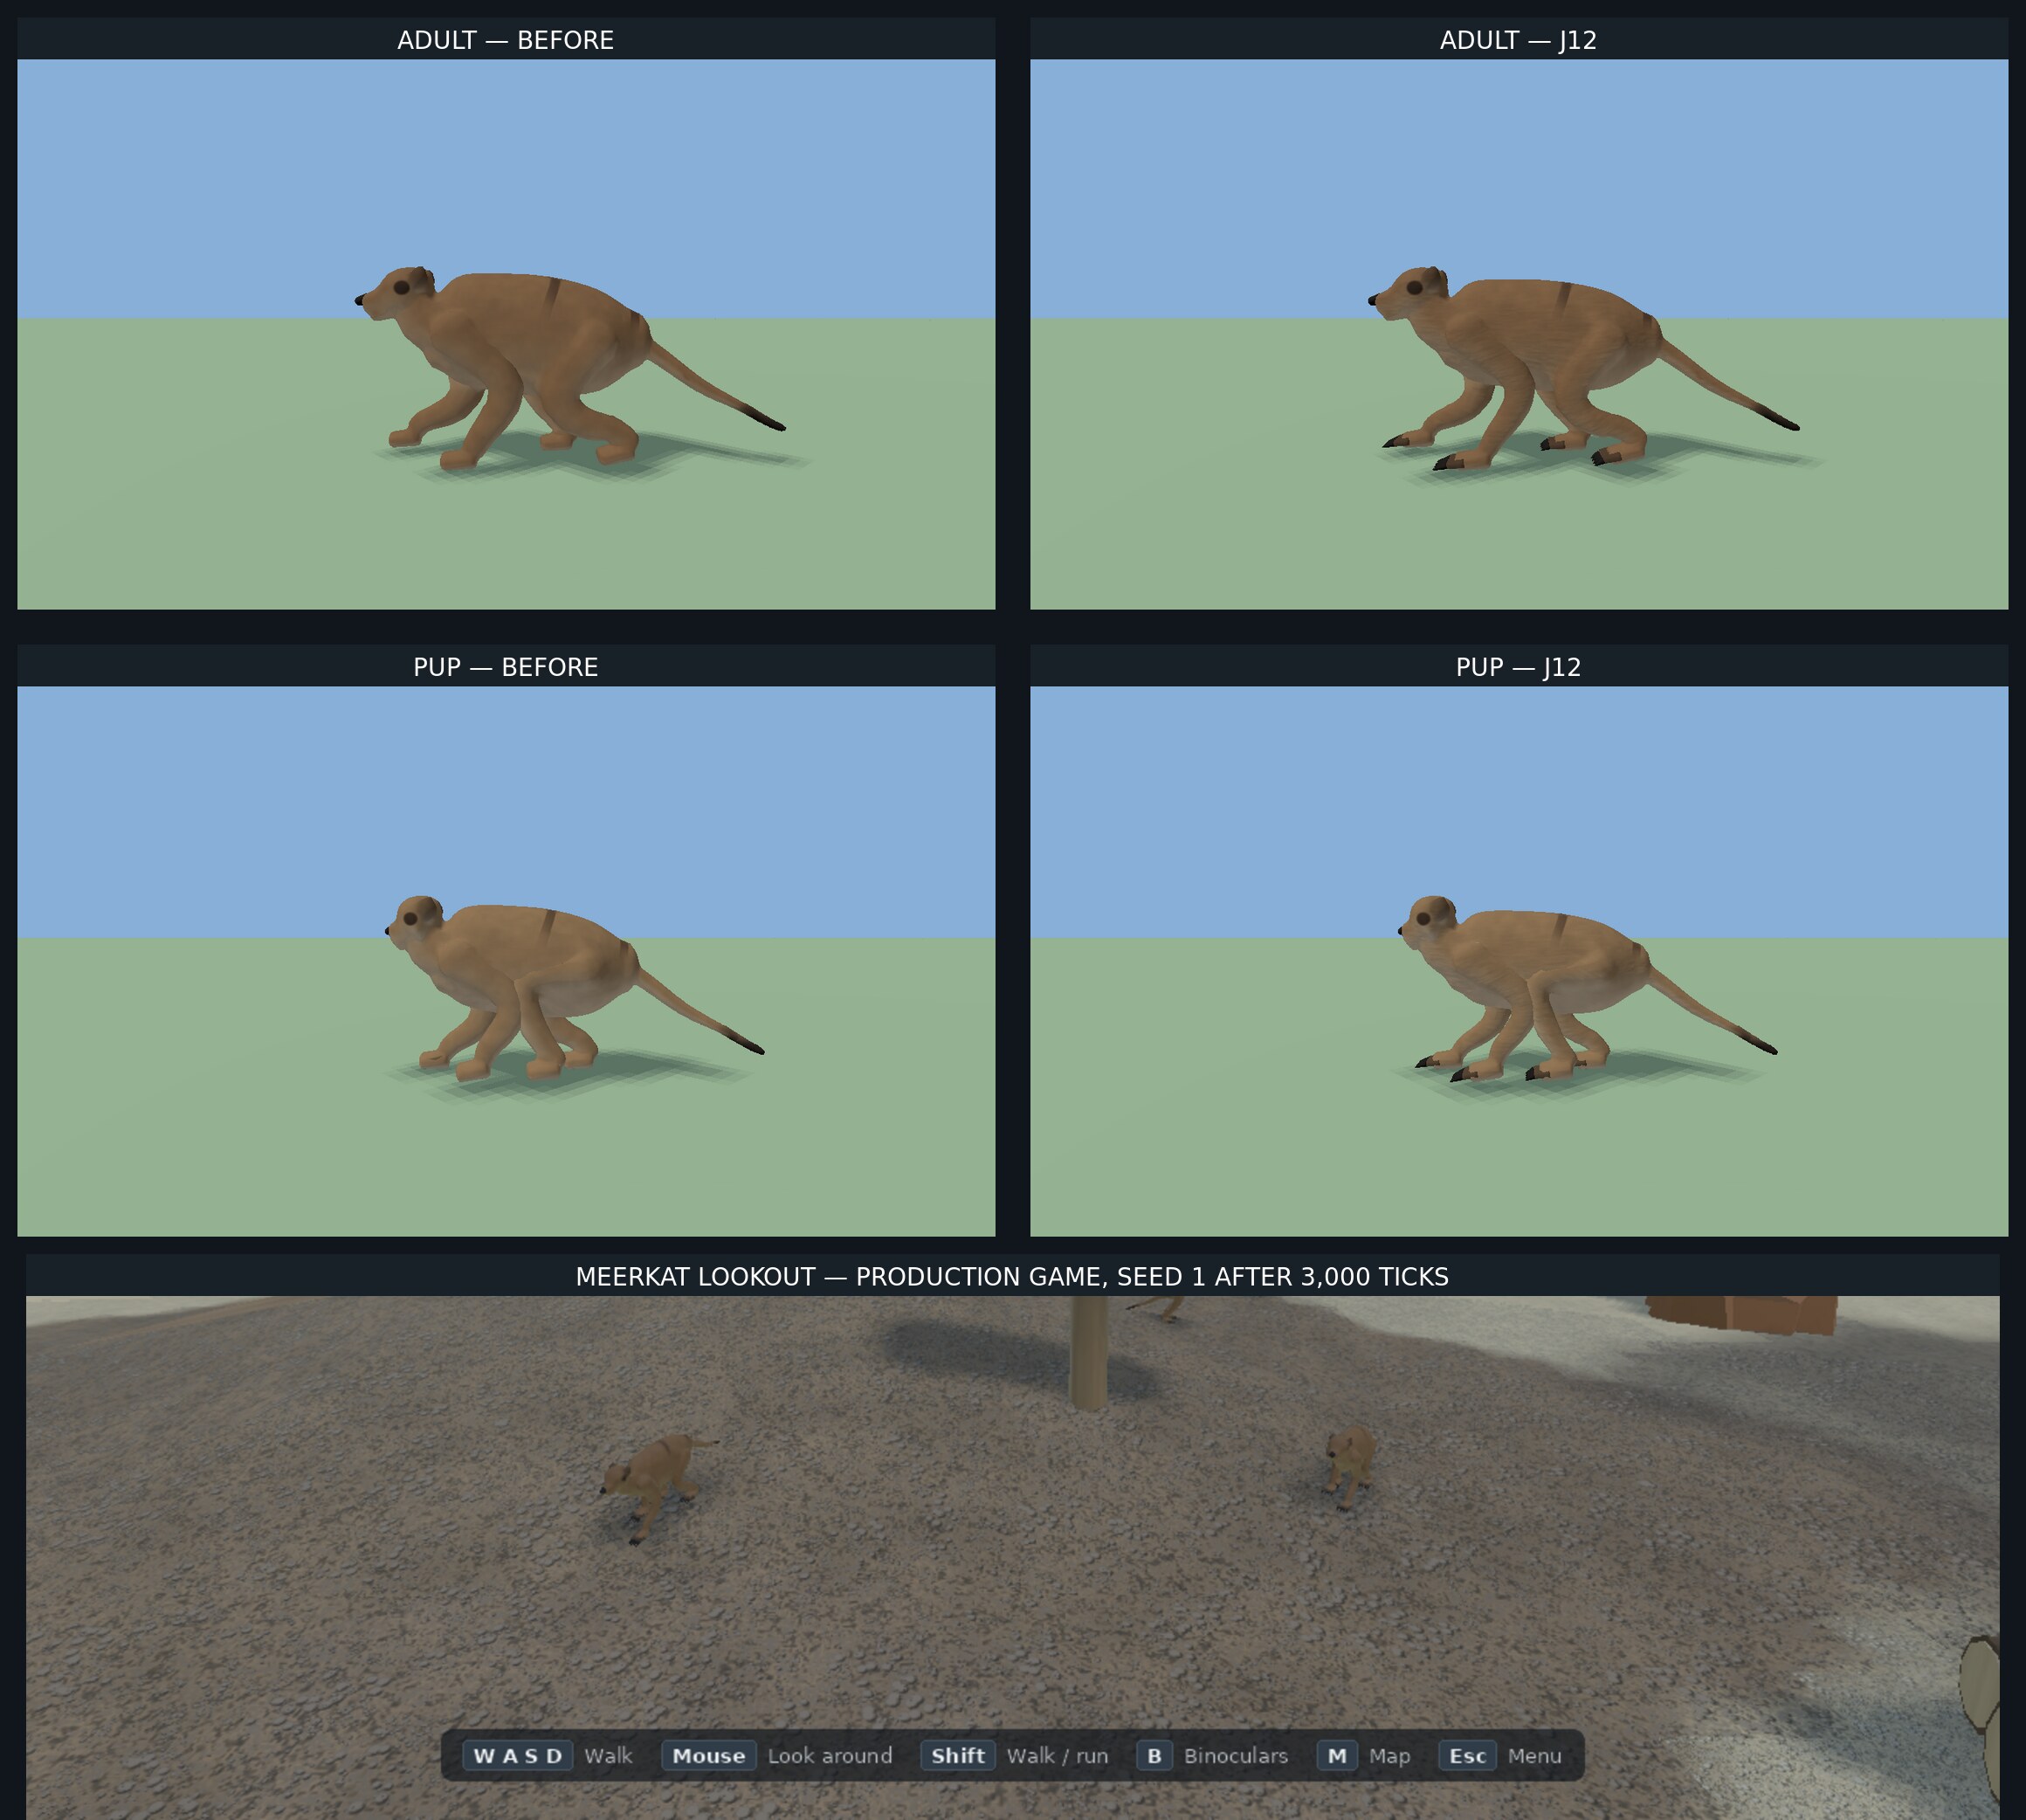 ADULT — BEFORE
ADULT — J12
PUP — BEFORE
PUP — J12
MEERKAT LOOKOUT — PRODUCTION GAME, SEED 1 AFTER 3,000 TICKS
W A S D Walk Mouse Look around Shift Walk / run B Binoculars M Map Esc Menu